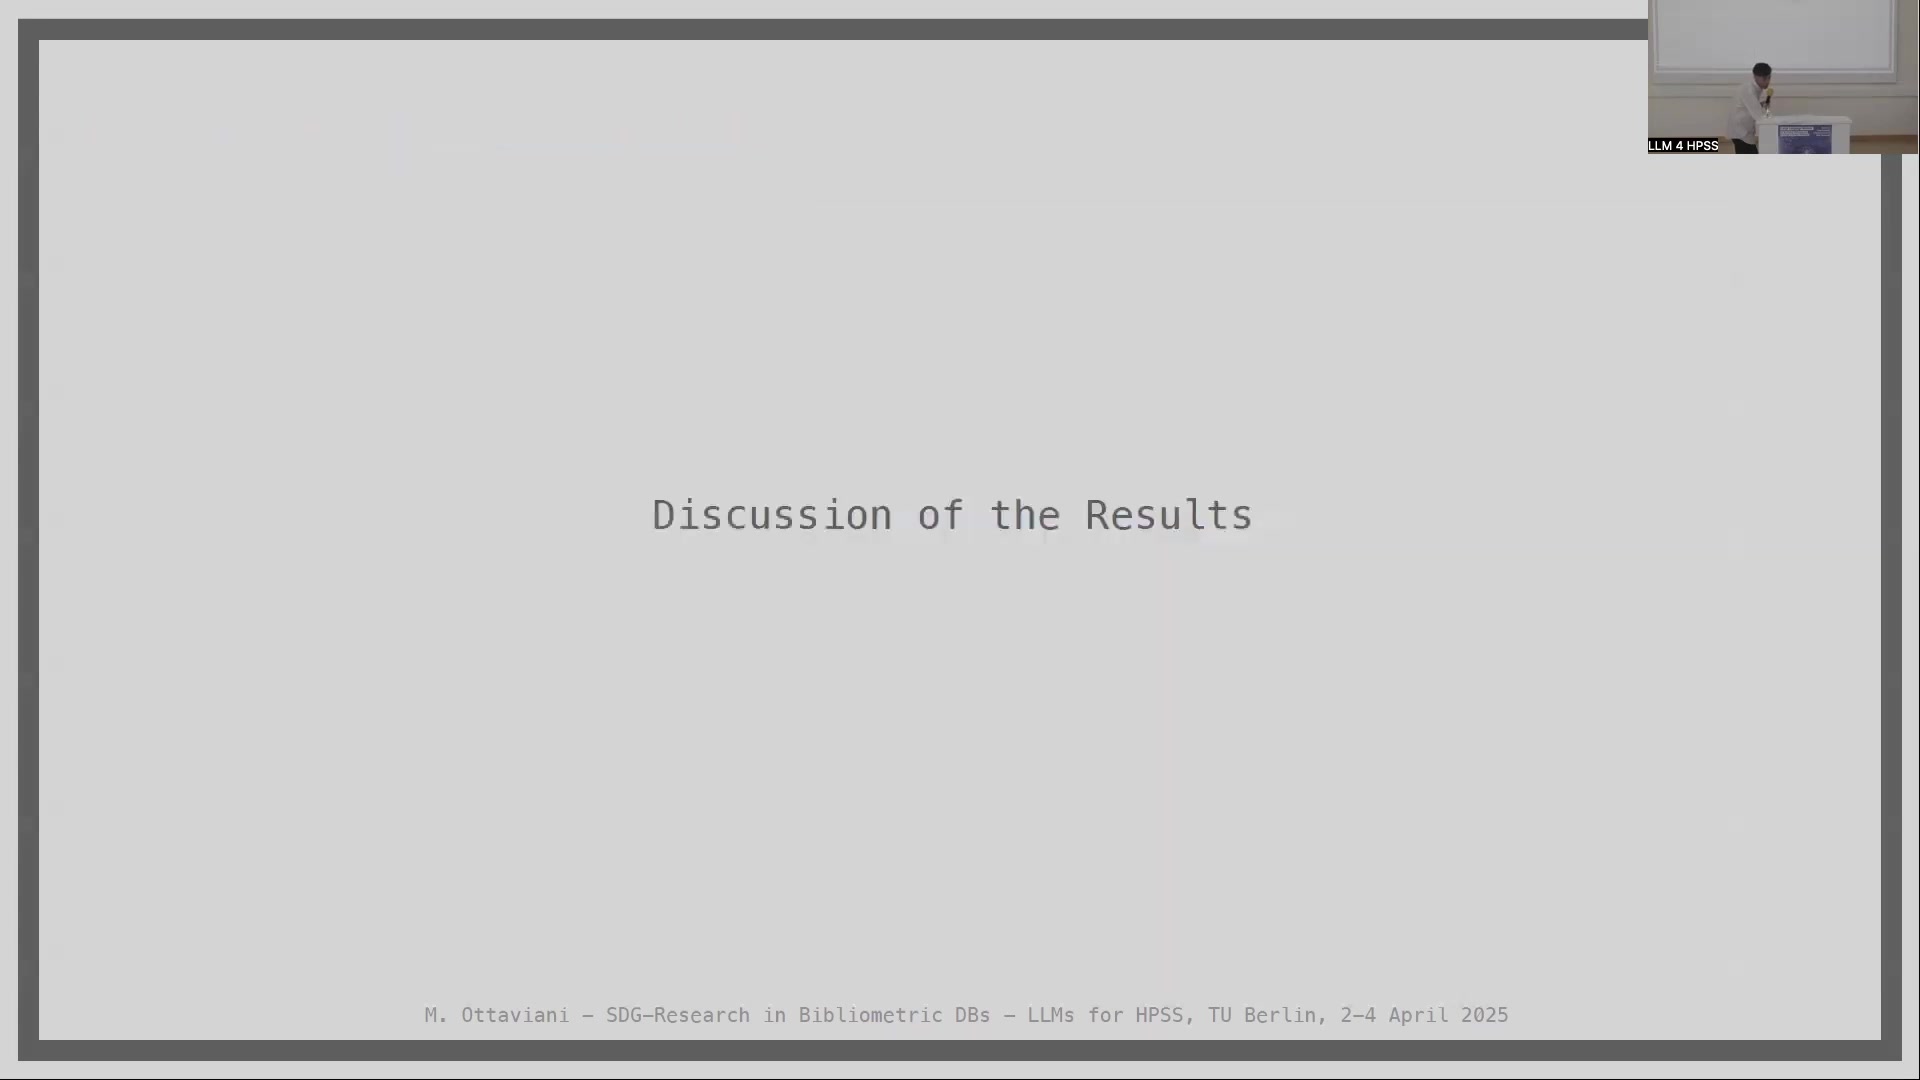 LLM 4 HPSS
Discussion of the Results
M. Ottaviani – SDG–Research in Bibliometric DBs – LLMs for HPSS, TU Berlin, 2–4 April 2025